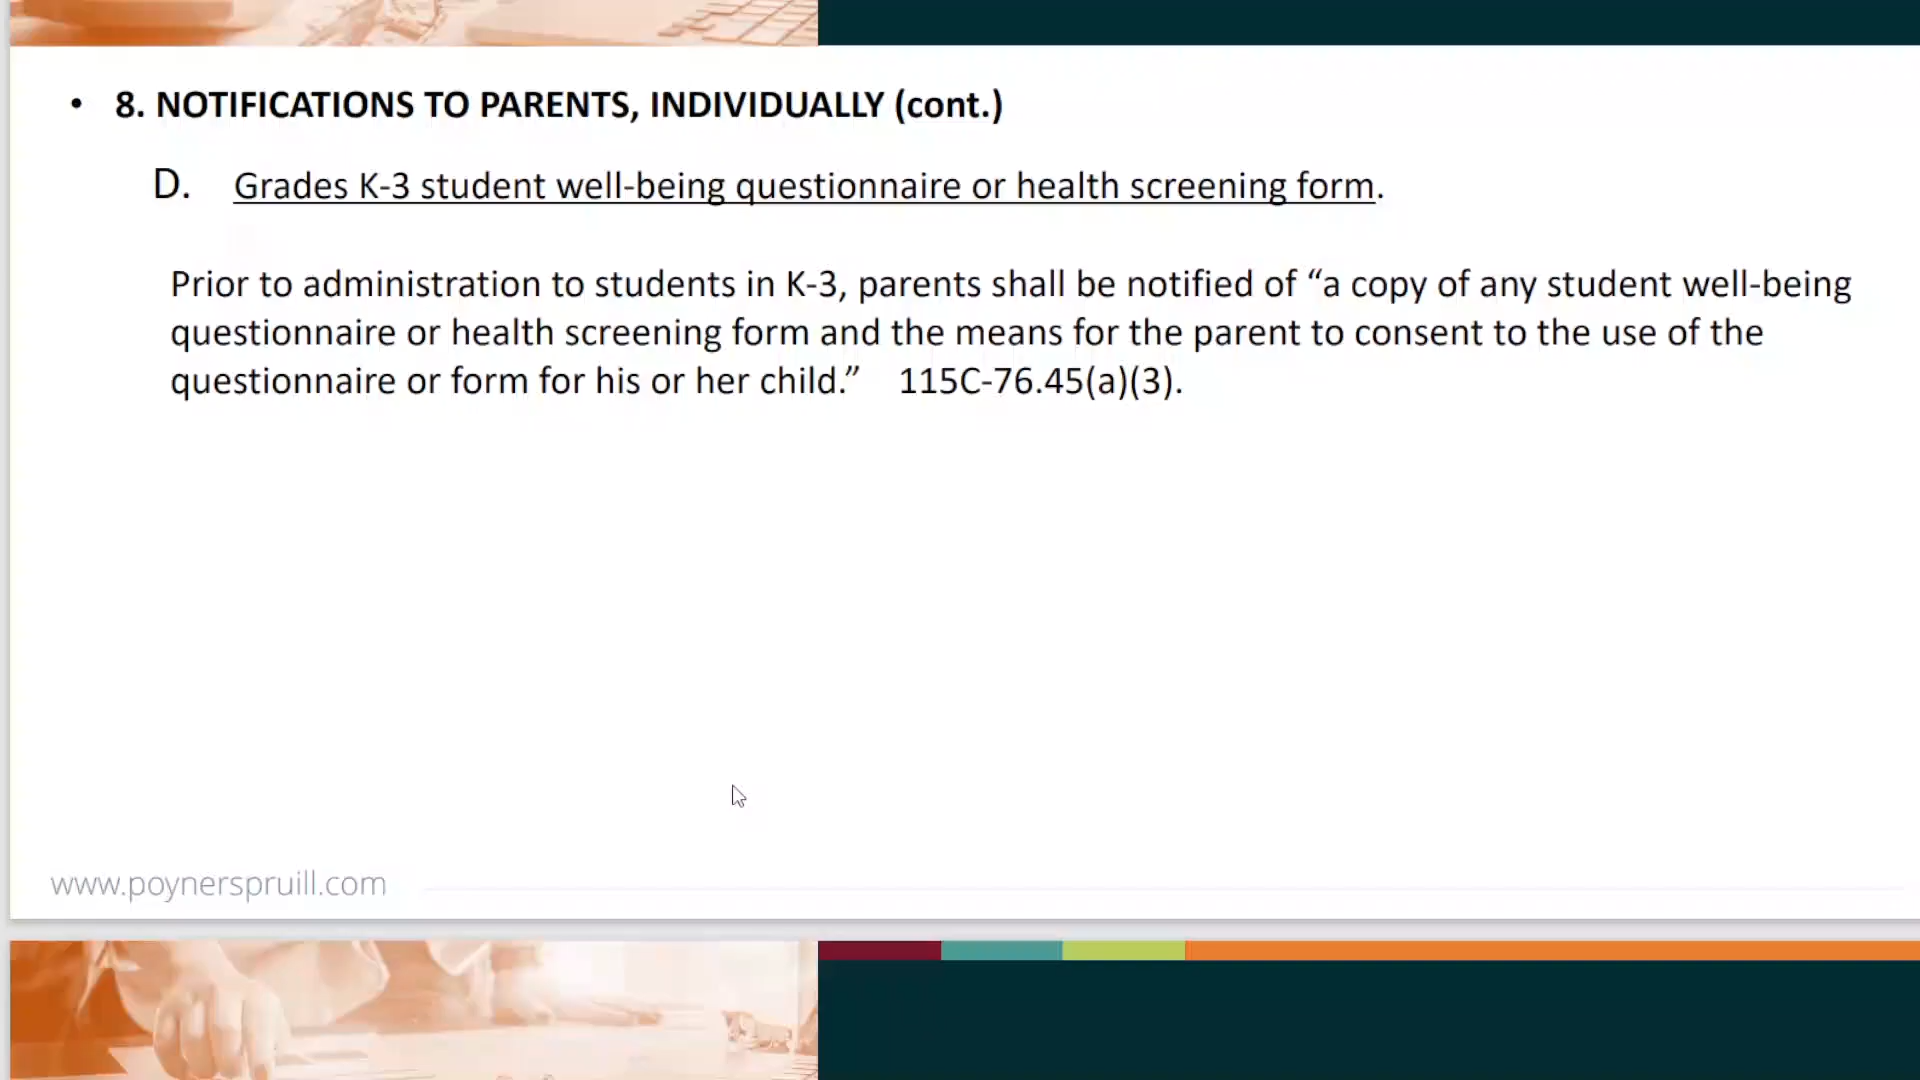 • 8. NOTIFICATIONS TO PARENTS, INDIVIDUALLY (cont.)
D. Grades K-3 student well-being questionnaire or health screening form.
Prior to administration to students in K-3, parents shall be notified of “a copy of any student well-being
questionnaire or health screening form and the means for the parent to consent to the use of the
questionnaire or form for his or her child.” 115C-76.45(a)(3).
www.poynerspruill.com